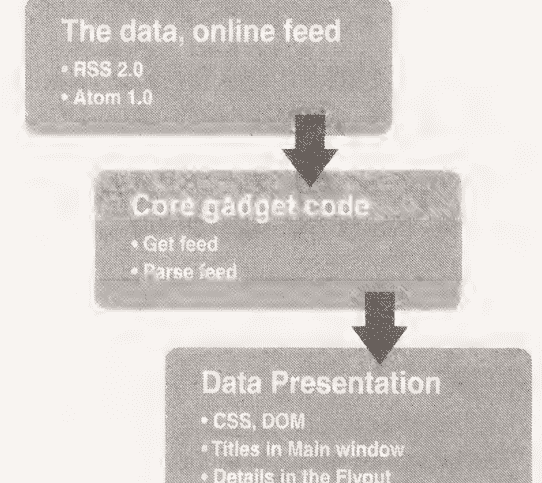 The data, online feed
• RSS 2.0
• Atom 1.0
Core gadget code
• Get feed
• Parse feed
Data Presentation
• CSS, DOM
• Titles in Main window
• Details in the Flyout